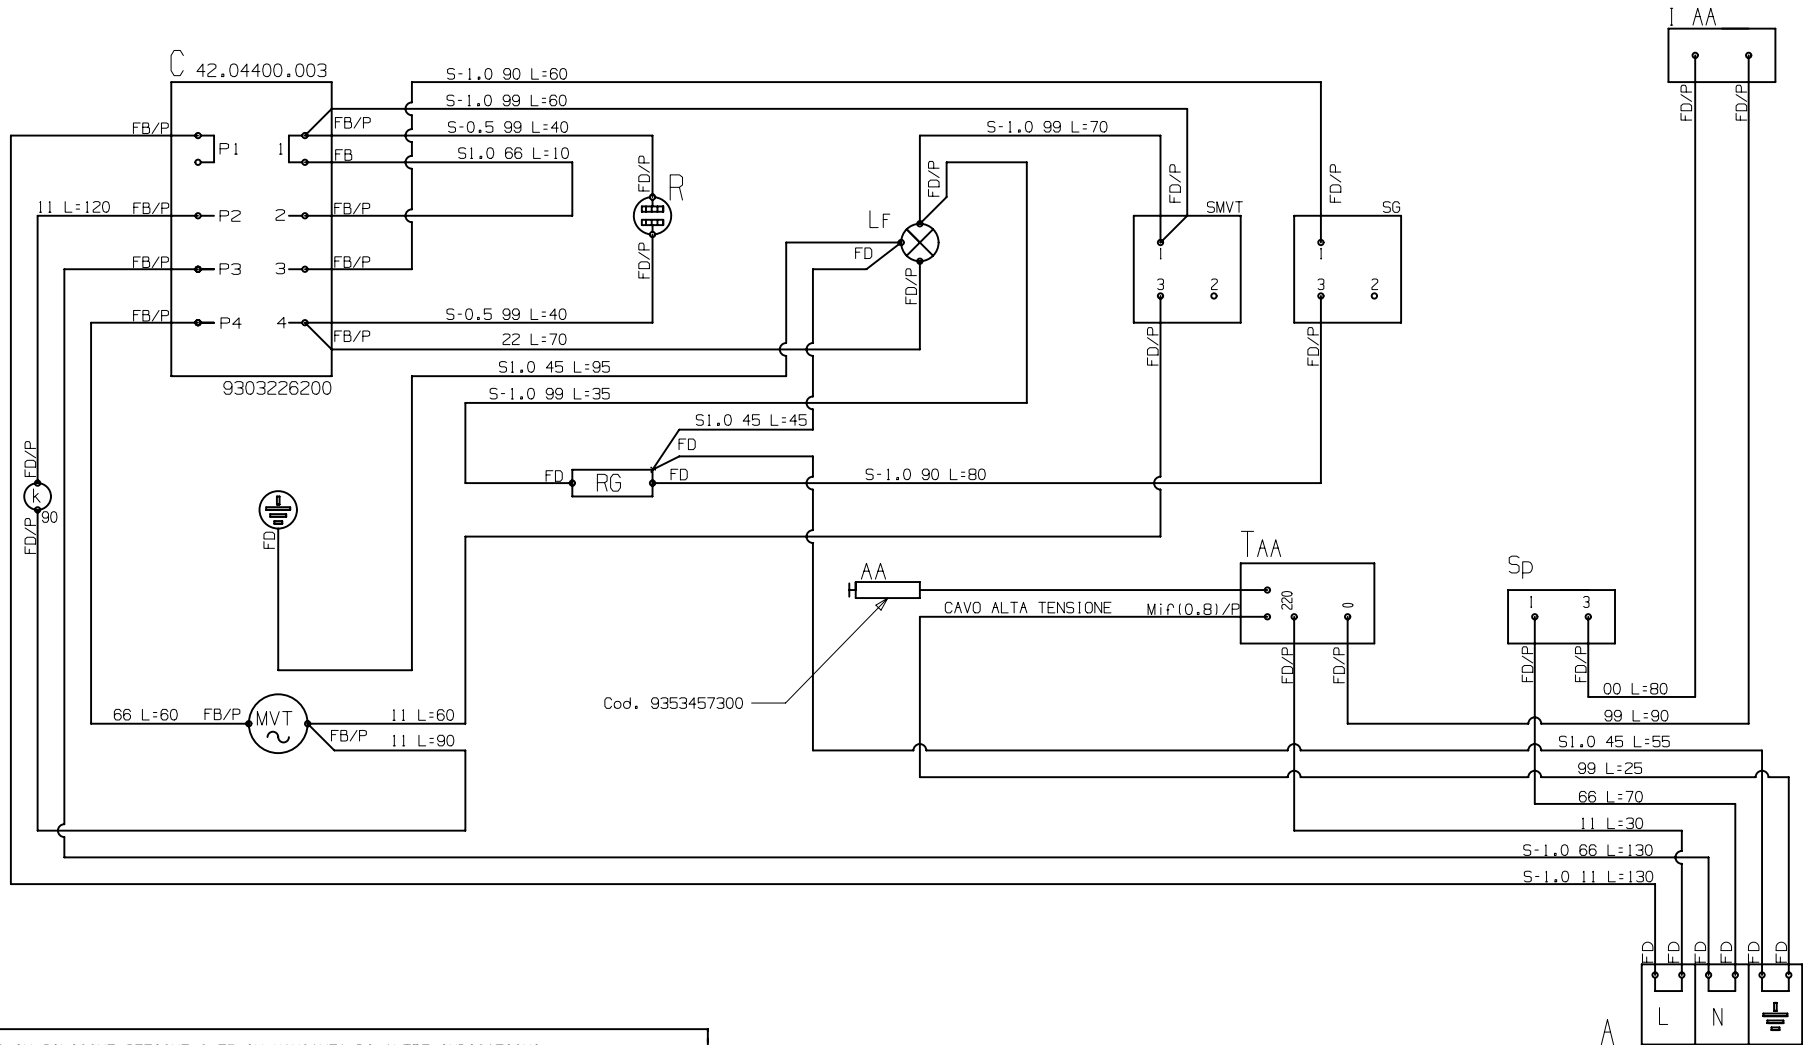 I AA
C 42.04400.003
S-1.0 90 L=60
S-1.0 99 L=60
FD/P
FD/P
FB/P
FB/P
S-0.5 99 L=40
S-1.0 99 L=70
P1
1
FB
S1.0 66 L=10
FD/P
FD/P
FD/P
FD/P
R
11 L=120
FB/P
P2
2
FB/P
LF
SMVT
SG
FB/P
P3
3
FB/P
FD/P
FD
FD/P
1
1
3
2
3
2
FB/P
P4
4
FB/P
S-0.5 99 L=40
22 L=70
FD/P
FD/P
S1.0 45 L=95
9303226200
S-1.0 99 L=35
S1.0 45 L=45
FD
FD/P
FD
RG
FD
S-1.0 90 L=80
k
90
FD/P
FD
TAA
AA
Sp
CAVO ALTA TENSIONE
Mif(0.8)/P
220
0
1
3
FD/P
FD/P
FD/P
FD/P
Cod. 9353457300
00 L=80
66 L=60
FB/P
MVT
11 L=60
99 L=90
FB/P
11 L=90
S1.0 45 L=55
99 L=25
66 L=70
11 L=30
S-1.0 66 L=130
S-1.0 11 L=130
FD
FD
FD
FD
FD
FD
A
L
N